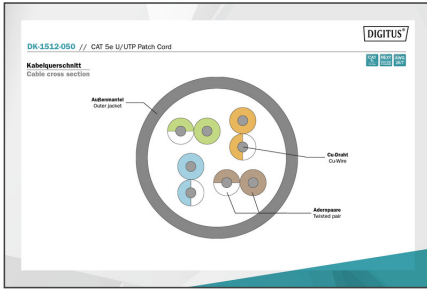 DIGITUS®
DK-1512-050 // CAT 5e U/UTP Patch Cord
Kabelquerschnitt
Cable cross section
Außenmantel
Outer jacket
Cu-Draht
Cu-Wire
Aderspaare
Twisted pair